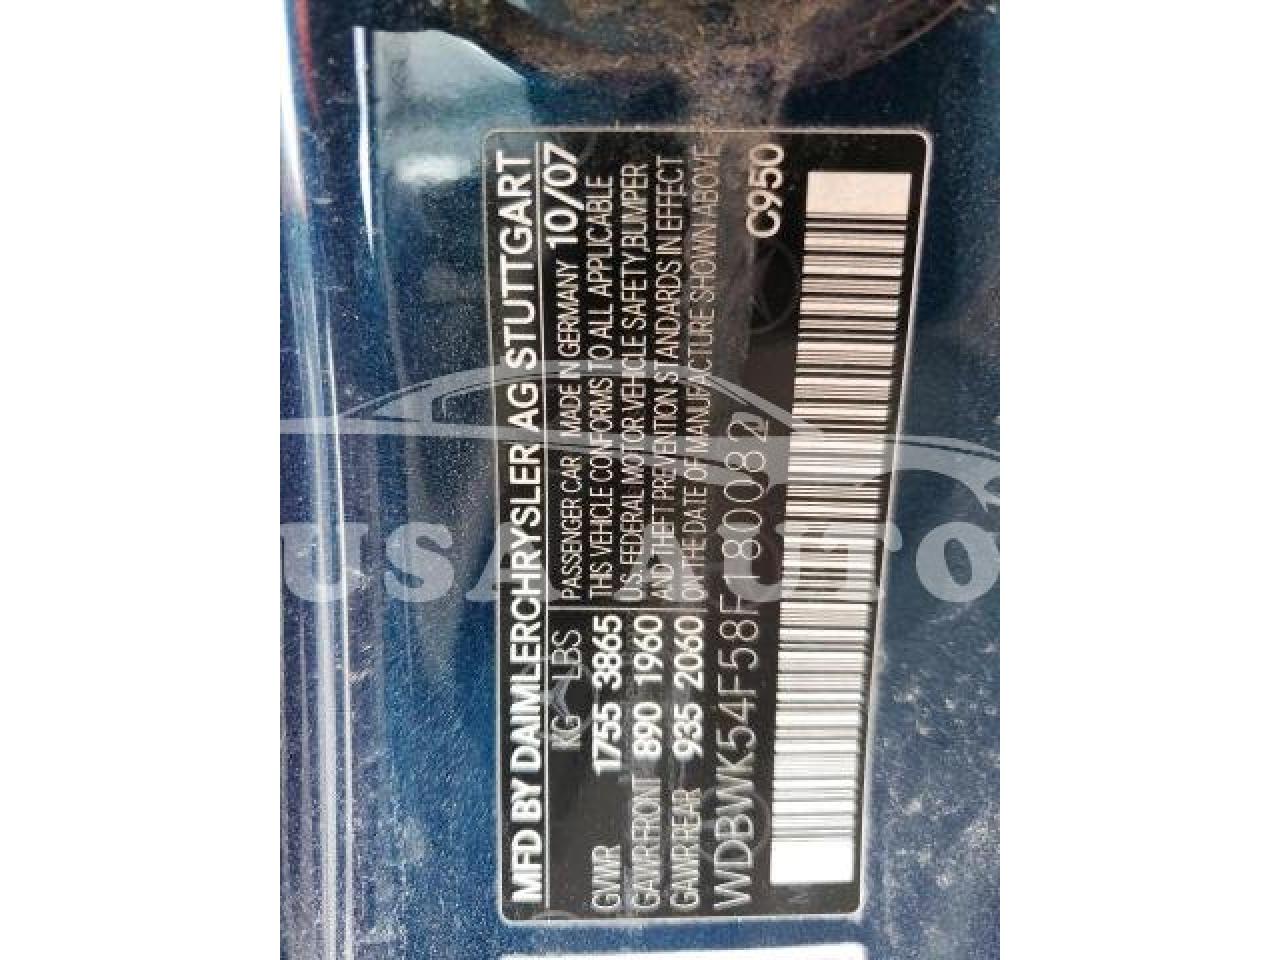 MFD BY DAIMLERCHRYSLER AG STUTTGART
KG LBS PASSENGER CAR MADE IN GERMANY 10/07
GVWR 1755 3865 THIS VEHICLE CONFORMS TO ALL APPLICABLE
GAWR FRONT 890 1960 U.S. FEDERAL MOTOR VEHICLE SAFETY,BUMPER
GAWR REAR 935 2060 AND THEFT PREVENTION STANDARDS IN EFFECT
ON THE DATE OF MANUFACTURE SHOWN ABOVE
WDBWK54F58F180082 C950
USA AUTO